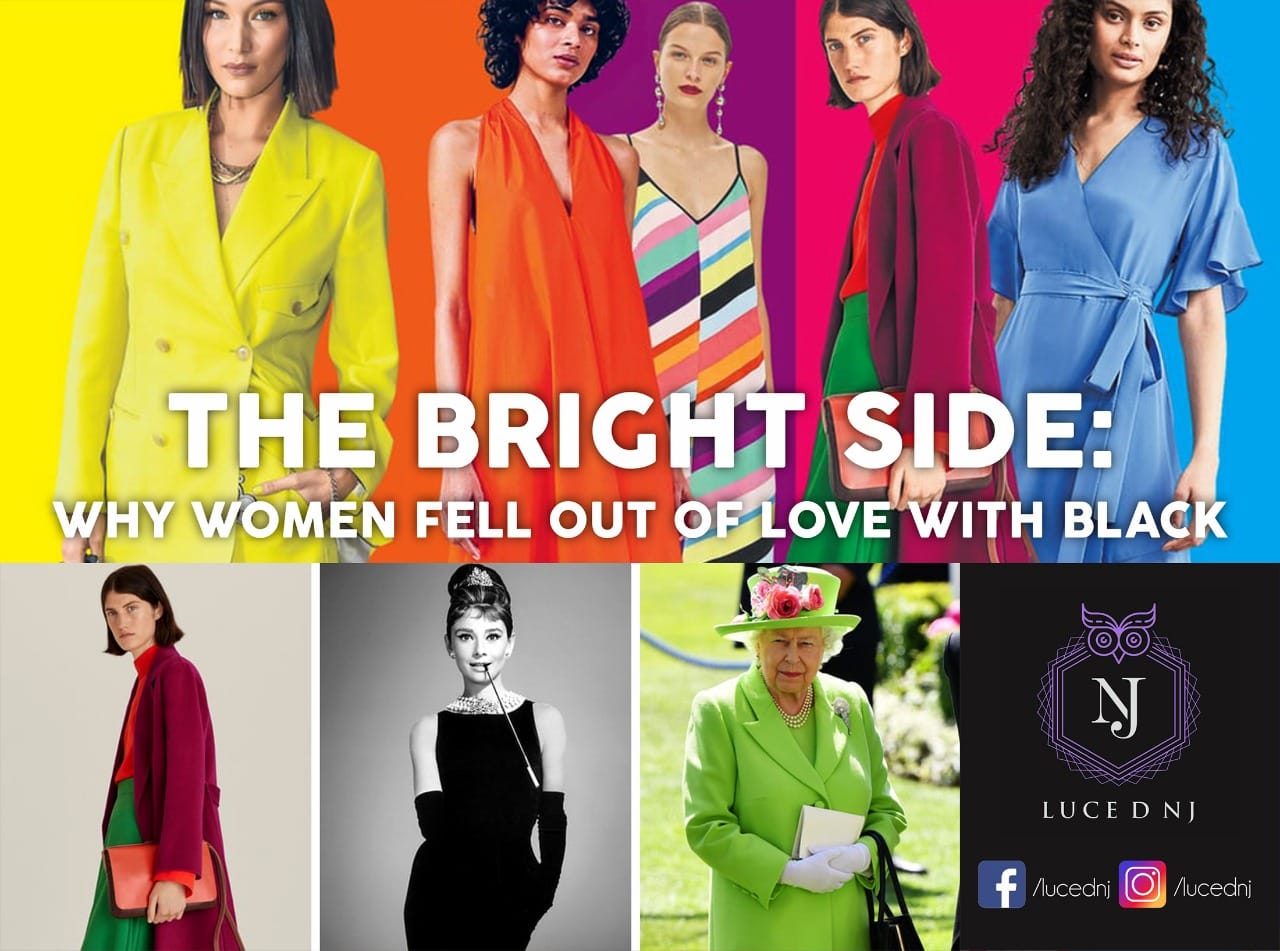 THE BRIGHT SIDE:
WHY WOMEN FELL OUT OF LOVE WITH BLACK
NJ
LUCE D NJ
/lucednj /lucednj